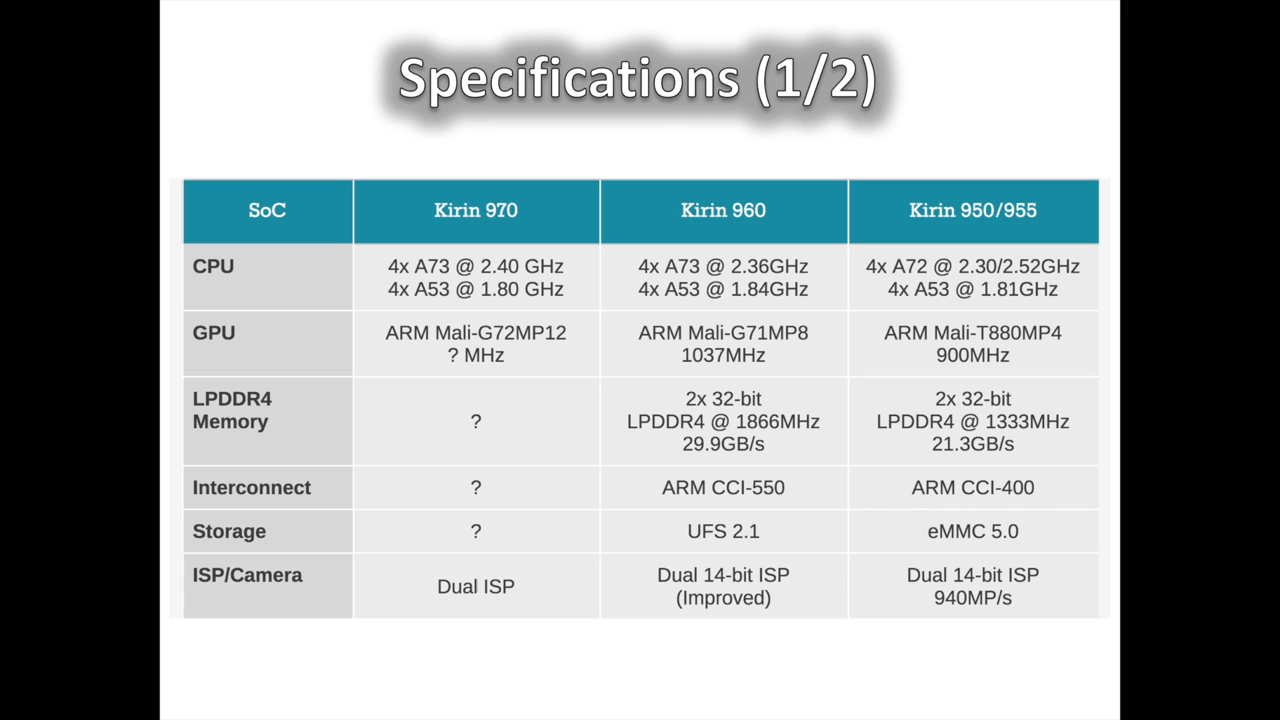 Specifications (1/2)
SoC
Kirin 970
Kirin 960
Kirin 950/955
CPU
4x A73 @ 2.40 GHz
4x A53 @ 1.80 GHz
4x A73 @ 2.36GHz
4x A53 @ 1.84GHz
4x A72 @ 2.30/2.52GHz
4x A53 @ 1.81GHz
GPU
ARM Mali-G72MP12
? MHz
ARM Mali-G71MP8
1037MHz
ARM Mali-T880MP4
900MHz
LPDDR4
Memory
?
2x 32-bit
LPDDR4 @ 1866MHz
29.9GB/s
2x 32-bit
LPDDR4 @ 1333MHz
21.3GB/s
Interconnect
?
ARM CCI-550
ARM CCI-400
Storage
?
UFS 2.1
eMMC 5.0
ISP/Camera
Dual ISP
Dual 14-bit ISP
(Improved)
Dual 14-bit ISP
940MP/s